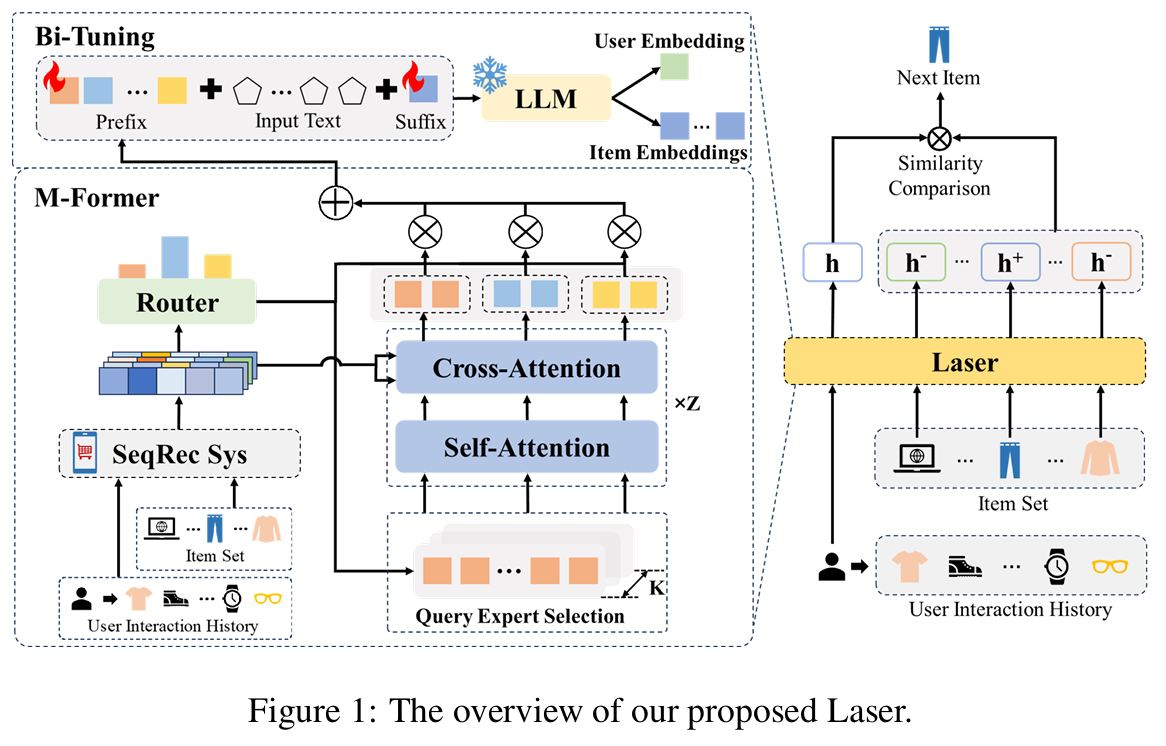 Bi-Tuning
Prefix
Input Text
Suffix
LLM
User Embedding
Item Embeddings
M-Former
Router
SeqRec Sys
Item Set
User Interaction History
Cross-Attention
Self-Attention
×Z
K
Query Expert Selection
Next Item
Similarity
Comparison
h
h-
...
h+
...
h-
Laser
Item Set
User Interaction History
Figure 1: The overview of our proposed Laser.